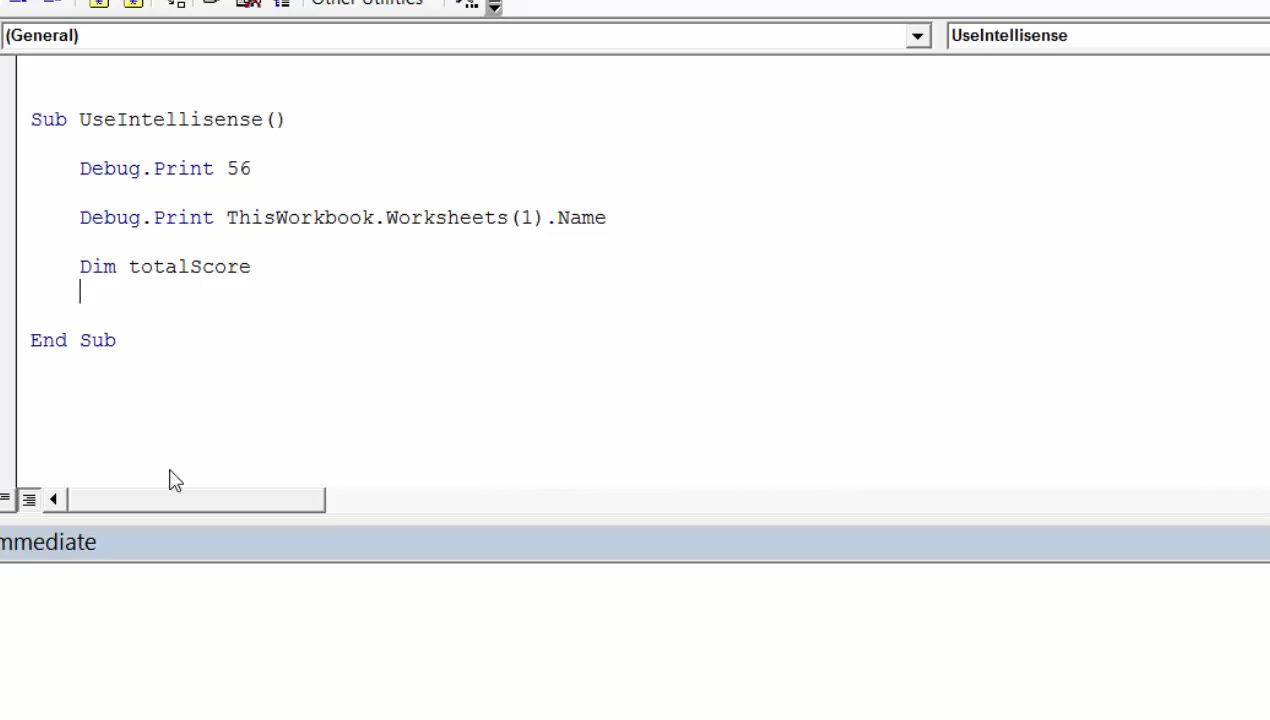 Other Utilities
(General)
UseIntellisense
Sub UseIntellisense()
Debug.Print 56
Debug.Print ThisWorkbook.Worksheets(1).Name
Dim totalScore
End Sub
mmediate